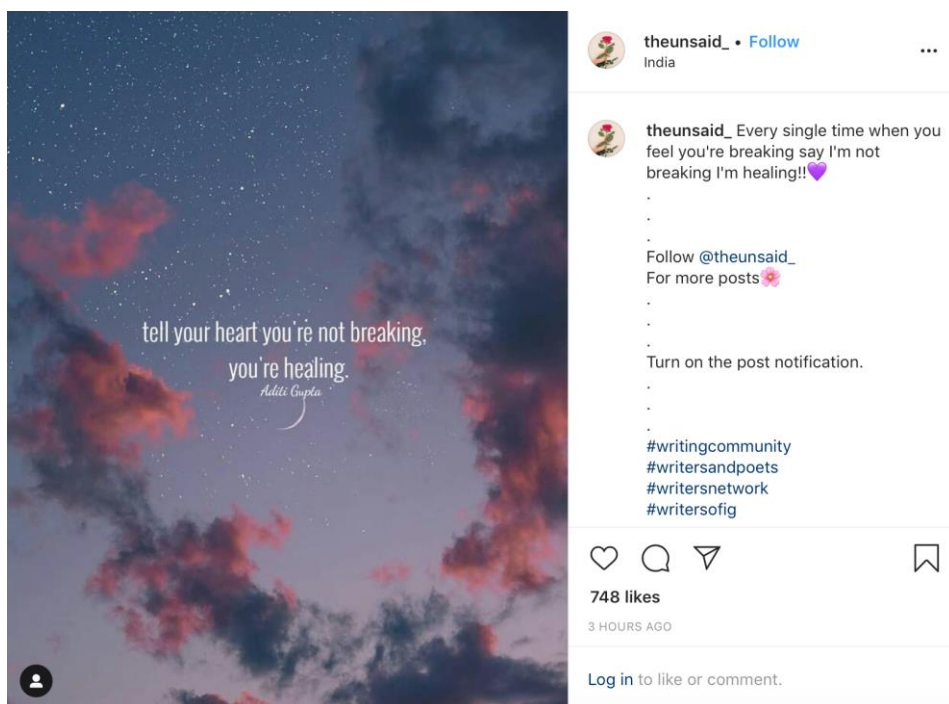 tell your heart you're not breaking,
you're healing.
Aditi Gupta
theunsaid_ • Follow
India
theunsaid_ Every single time when you
feel you're breaking say I'm not
breaking I'm healing!!💜
.
.
.
Follow @theunsaid_
For more posts🌸
.
.
.
Turn on the post notification.
.
.
.
#writingcommunity
#writersandpoets
#writersnetwork
#writersofig
748 likes
3 HOURS AGO
Log in to like or comment.